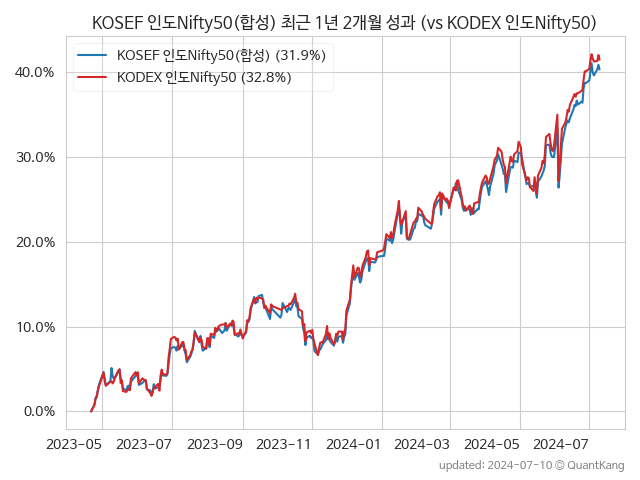 KOSEF 인도Nifty50(합성) 최근 1년 2개월 성과 (vs KODEX 인도Nifty50)
KOSEF 인도Nifty50(합성) (31.9%)
KODEX 인도Nifty50 (32.8%)
40.0%
30.0%
20.0%
10.0%
0.0%
2023-05 2023-07 2023-09 2023-11 2024-01 2024-03 2024-05 2024-07
updated: 2024-07-10 © QuantKang